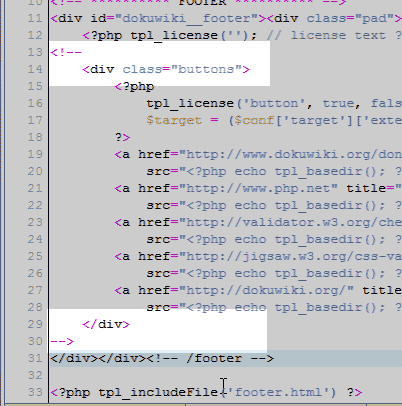 10 <!-- ********** FOOTER ********** -->
11 <div id="dokuwiki__footer"><div class="pad">
12 <?php tpl_license(''); // license text ?
13 <!--
14 <div class="buttons">
15 <?php
16 tpl_license('button', true, fals
17 $target = ($conf['target']['exte
18 ?>
19 <a href="http://www.dokuwiki.org/don
20 src="<?php echo tpl_basedir(); ?
21 <a href="http://www.php.net" title="
22 src="<?php echo tpl_basedir(); ?
23 <a href="http://validator.w3.org/che
24 src="<?php echo tpl_basedir(); ?
25 <a href="http://jigsaw.w3.org/css-va
26 src="<?php echo tpl_basedir(); ?
27 <a href="http://dokuwiki.org/" title
28 src="<?php echo tpl_basedir(); ?
29 </div>
30 -->
31 </div></div><!-- /footer -->
32
33 <?php tpl_includeFile('footer.html') ?>